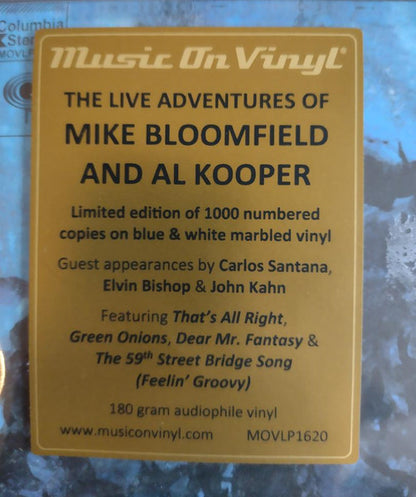 Columbia
Ster
MOVLP
Music On Vinyl®
THE LIVE ADVENTURES OF
MIKE BLOOMFIELD
AND AL KOOPER
Limited edition of 1000 numbered
copies on blue & white marbled vinyl
Guest appearances by Carlos Santana,
Elvin Bishop & John Kahn
Featuring That's All Right,
Green Onions, Dear Mr. Fantasy &
The 59th Street Bridge Song
(Feelin' Groovy)
180 gram audiophile vinyl
www.musiconvinyl.com MOVLP1620